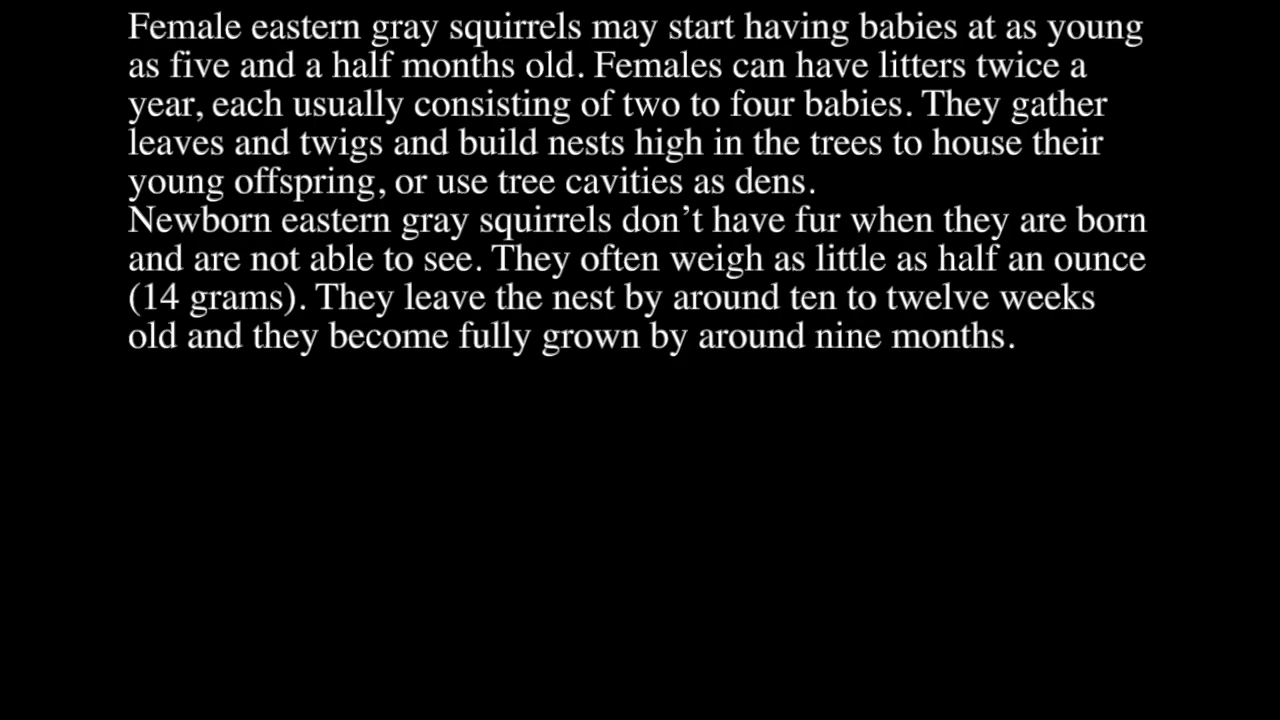 Female eastern gray squirrels may start having babies at as young
as five and a half months old. Females can have litters twice a
year, each usually consisting of two to four babies. They gather
leaves and twigs and build nests high in the trees to house their
young offspring, or use tree cavities as dens.
Newborn eastern gray squirrels don’t have fur when they are born
and are not able to see. They often weigh as little as half an ounce
(14 grams). They leave the nest by around ten to twelve weeks
old and they become fully grown by around nine months.